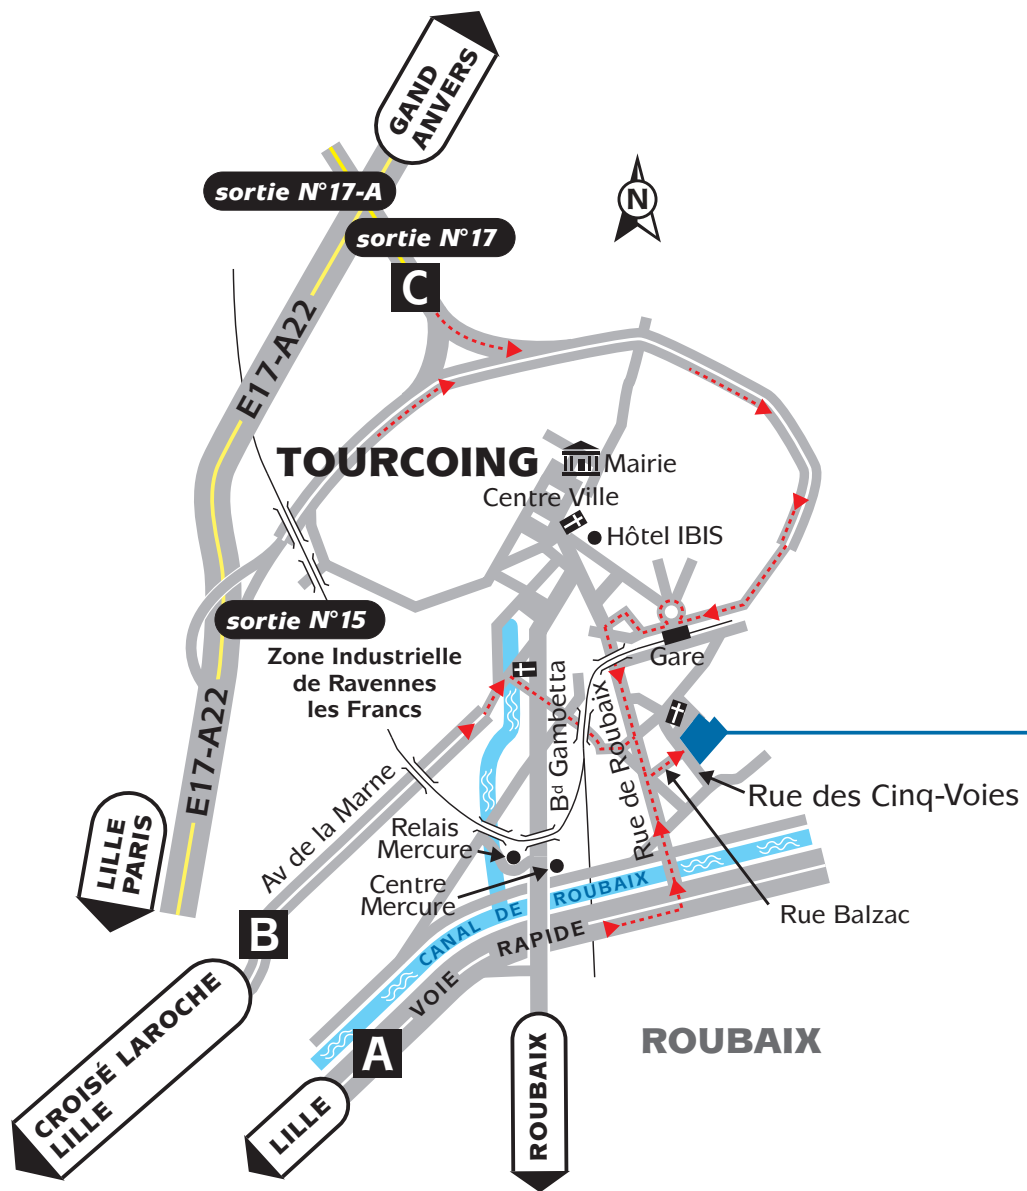 GAND
ANVERS
sortie N°17-A
N
sortie N°17
C
E17-A22
TOURCOING
Mairie
Centre Ville
Hôtel IBIS
sortie N°15
Zone Industrielle
de Ravennes
les Francs
Gare
E17-A22
Bd Gambetta
Rue de Roubaix
Av de la Marne
Rue des Cinq-Voies
LILLE
PARIS
Relais
Mercure
Centre
Mercure
Rue Balzac
CANAL DE ROUBAIX
VOIE RAPIDE
B
A
CROISÉ LAROCHE
LILLE
LILLE
ROUBAIX
ROUBAIX